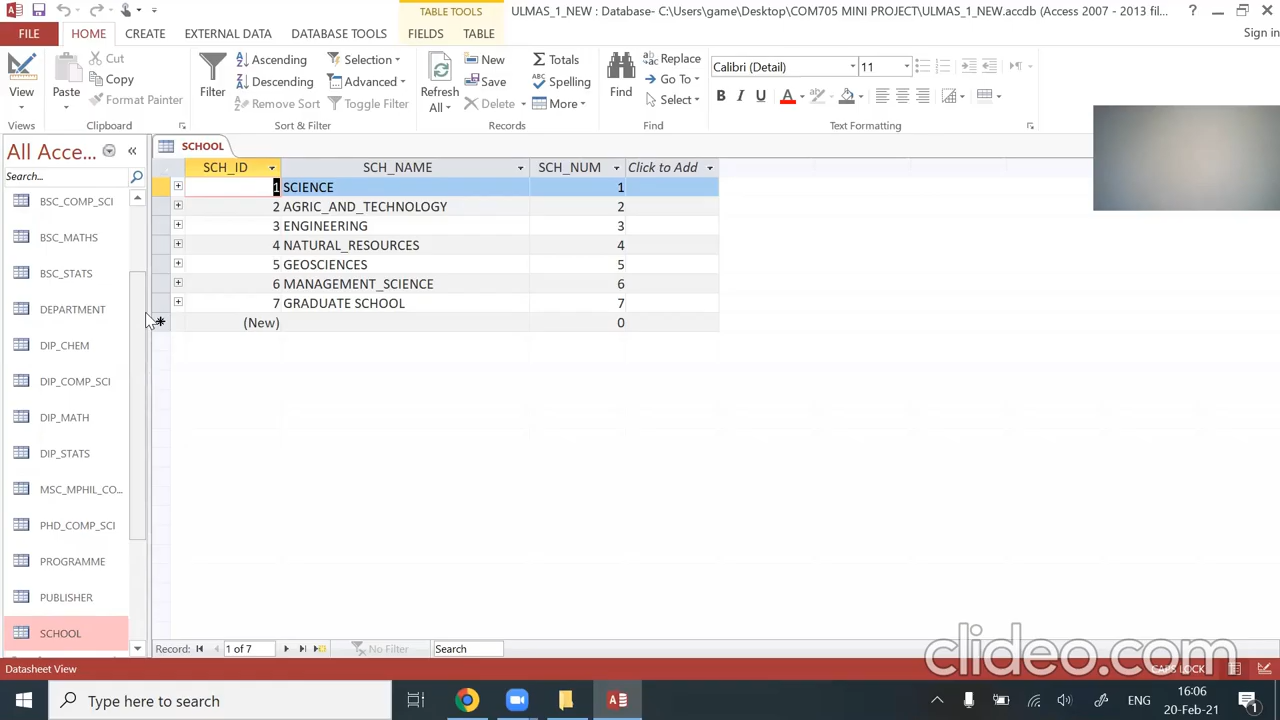 TABLE TOOLS
ULMAS_1_NEW : Database- C:\Users\game\Desktop\COM705 MINI PROJECT\ULMAS_1_NEW.accdb (Access 2007 - 2013 fil...
?
FILE HOME CREATE EXTERNAL DATA DATABASE TOOLS FIELDS TABLE Sign in
View
Views
Paste
Cut
Copy
Format Painter
Clipboard
Filter
Ascending
Descending
Remove Sort
Selection
Advanced
Toggle Filter
Sort & Filter
Refresh
All
New
Save
Delete
Totals
Spelling
More
Records
Find
Replace
Go To
Select
Find
Calibri (Detail) 11
B I U A
Text Formatting
All Acce...
Search...
BSC_COMP_SCI
BSC_MATHS
BSC_STATS
DEPARTMENT
DIP_CHEM
DIP_COMP_SCI
DIP_MATH
DIP_STATS
MSC_MPHIL_CO...
PHD_COMP_SCI
PROGRAMME
PUBLISHER
SCHOOL
SCHOOL
SCH_ID SCH_NAME SCH_NUM Click to Add
1 SCIENCE 1
2 AGRIC_AND_TECHNOLOGY 2
3 ENGINEERING 3
4 NATURAL_RESOURCES 4
5 GEOSCIENCES 5
6 MANAGEMENT_SCIENCE 6
7 GRADUATE SCHOOL 7
(New) 0
Record: 1 of 7 No Filter Search
clideo.com
Datasheet View CAPS LOCK
Type here to search
ENG
16:06
20-Feb-21
1